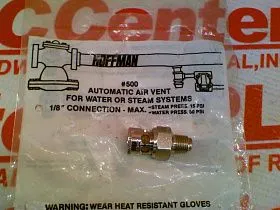 HOFFMAN
#500
AUTOMATIC AIR VENT
FOR WATER OR STEAM SYSTEMS
1/8" CONNECTION - MAX. -STEAM PRESS. 15 PSI
-WATER PRESS. 50 PSI
WARNING: WEAR HEAT RESISTANT GLOVES